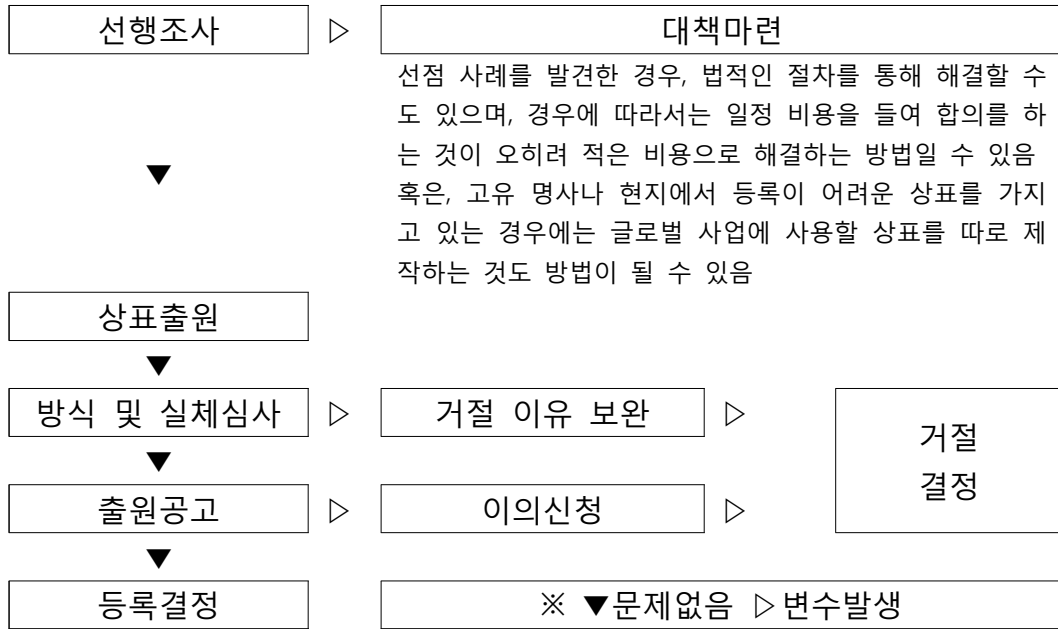 선행조사 ▷ 대책마련
선점 사례를 발견한 경우, 법적인 절차를 통해 해결할 수
도 있으며, 경우에 따라서는 일정 비용을 들여 합의를 하
는 것이 오히려 적은 비용으로 해결하는 방법일 수 있음
혹은, 고유 명사나 현지에서 등록이 어려운 상표를 가지
고 있는 경우에는 글로벌 사업에 사용할 상표를 따로 제
작하는 것도 방법이 될 수 있음
▼
상표출원
▼
방식 및 실체심사 ▷ 거절 이유 보완 ▷
거절
결정
▼
출원공고 ▷ 이의신청 ▷
▼
등록결정
※ ▼문제없음 ▷변수발생